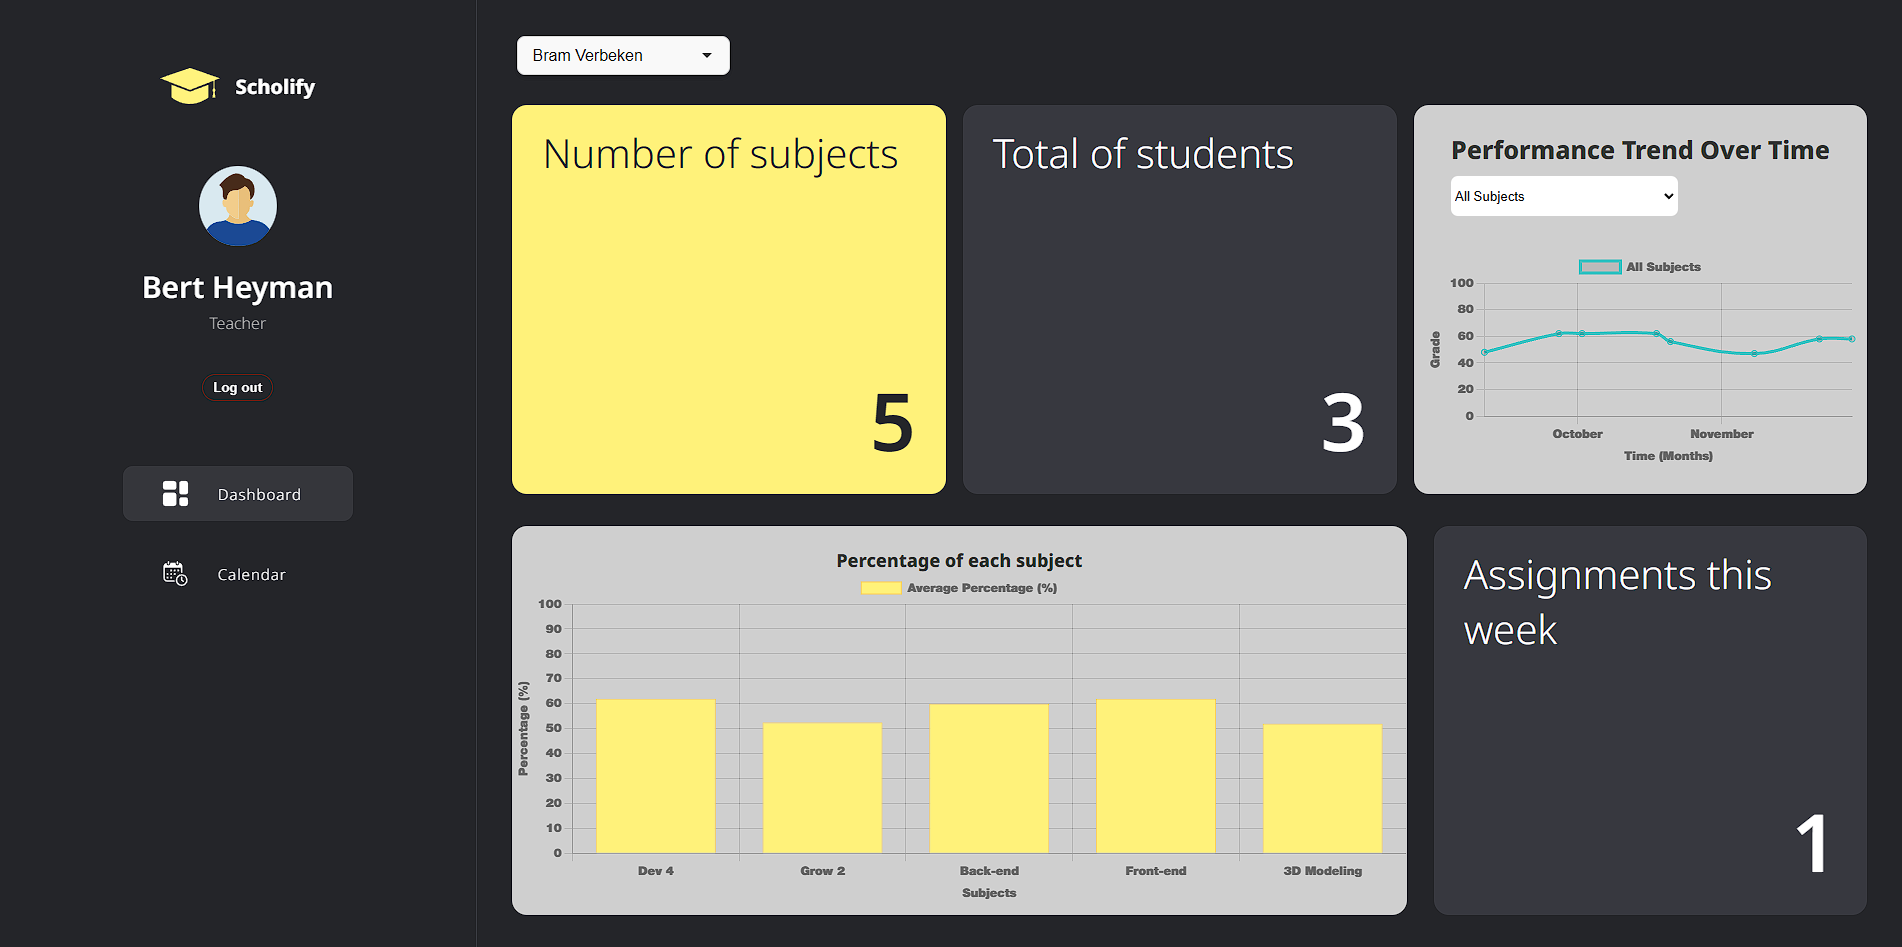 Scholify
Bert Heyman
Teacher
Log out
Dashboard
Calendar
Bram Verbeken
Number of subjects
5
Total of students
3
Performance Trend Over Time
All Subjects
All Subjects
100
80
60
40
20
0
Grade
October November
Time (Months)
Percentage of each subject
Average Percentage (%)
100
90
80
70
60
50
40
30
20
10
0
Percentage (%)
Dev 4 Grow 2 Back-end Front-end 3D Modeling
Subjects
Assignments this
week
1